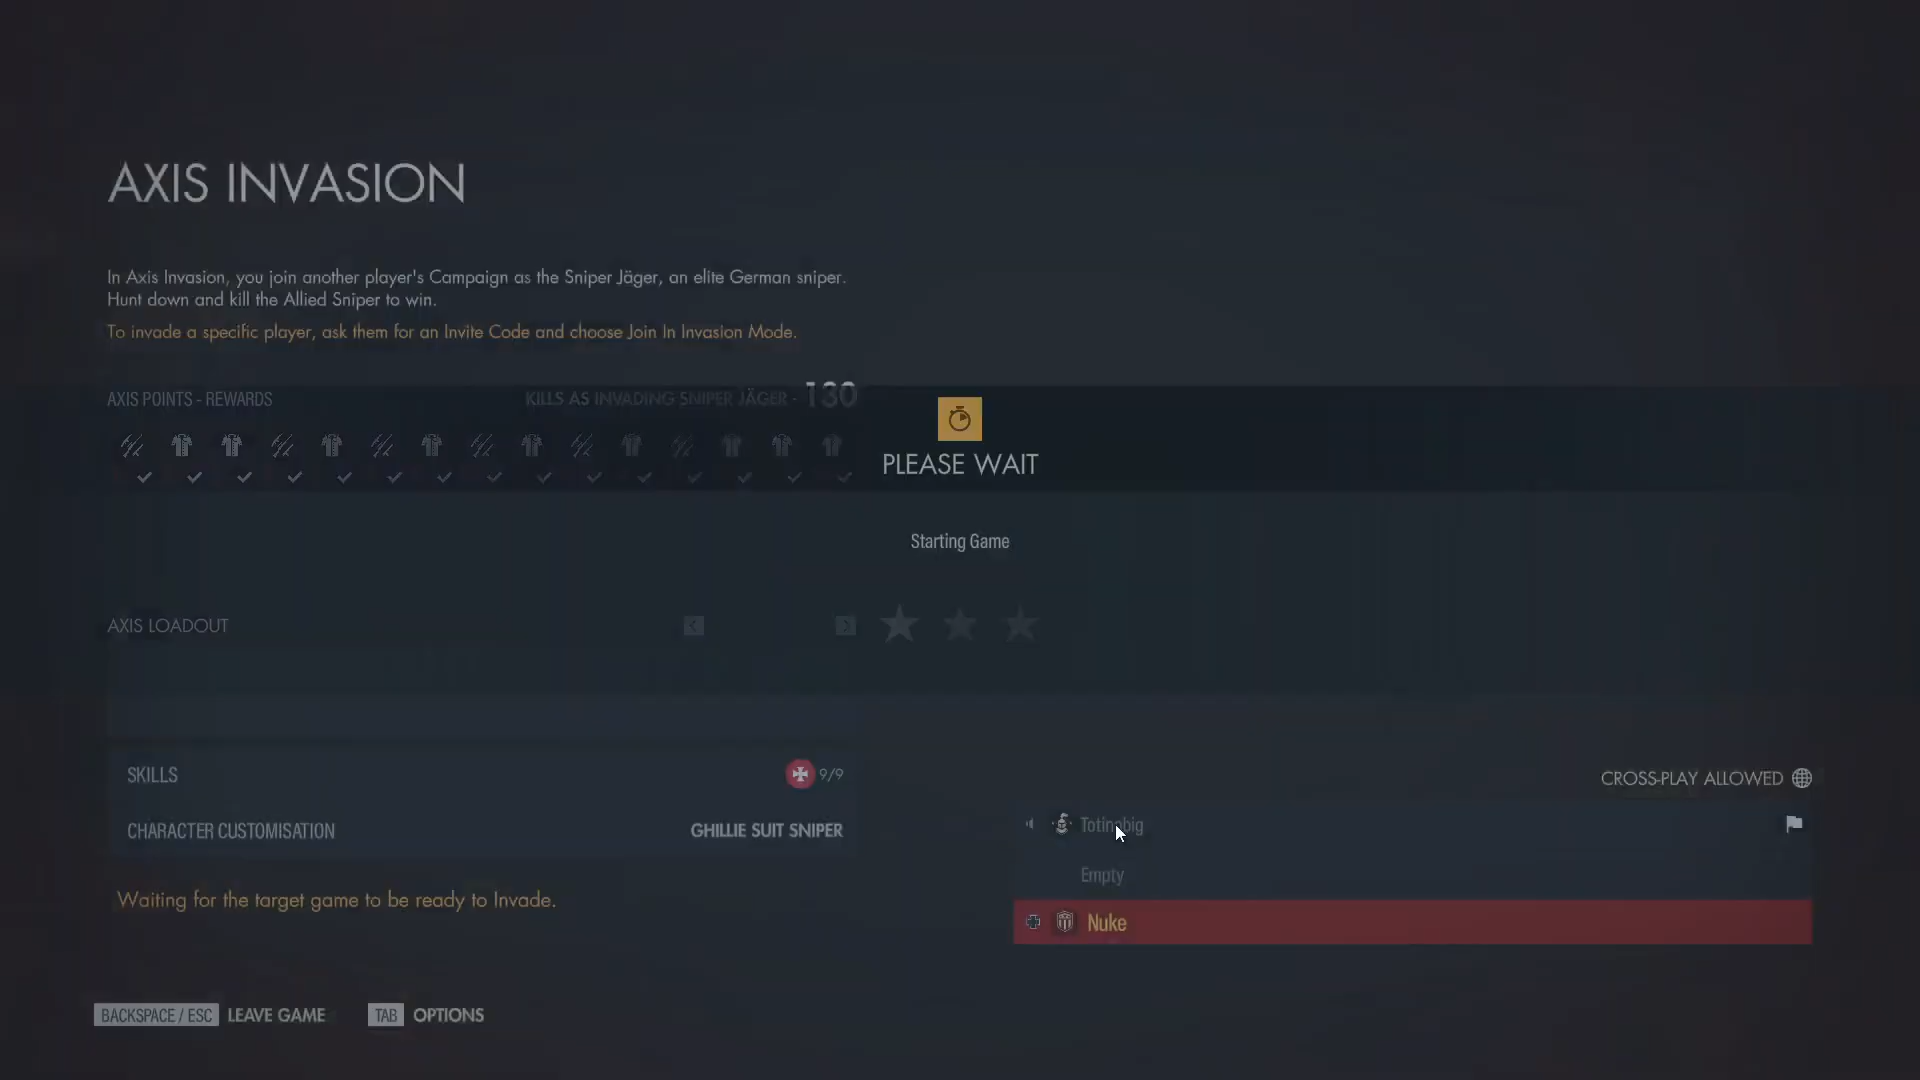 AXIS INVASION
In Axis Invasion, you join another player's Campaign as the Sniper Jäger, an elite German sniper.
Hunt down and kill the Allied Sniper to win.
To invade a specific player, ask them for an Invite Code and choose Join In Invasion Mode.
AXIS POINTS - REWARDS
KILLS AS INVADING SNIPER JÄGER - 130
PLEASE WAIT
Starting Game
AXIS LOADOUT
SKILLS
9/9
CHARACTER CUSTOMISATION
GHILLIE SUIT SNIPER
Waiting for the target game to be ready to Invade.
CROSS-PLAY ALLOWED
Empty
Nuke
BACKSPACE / ESC LEAVE GAME
TAB OPTIONS